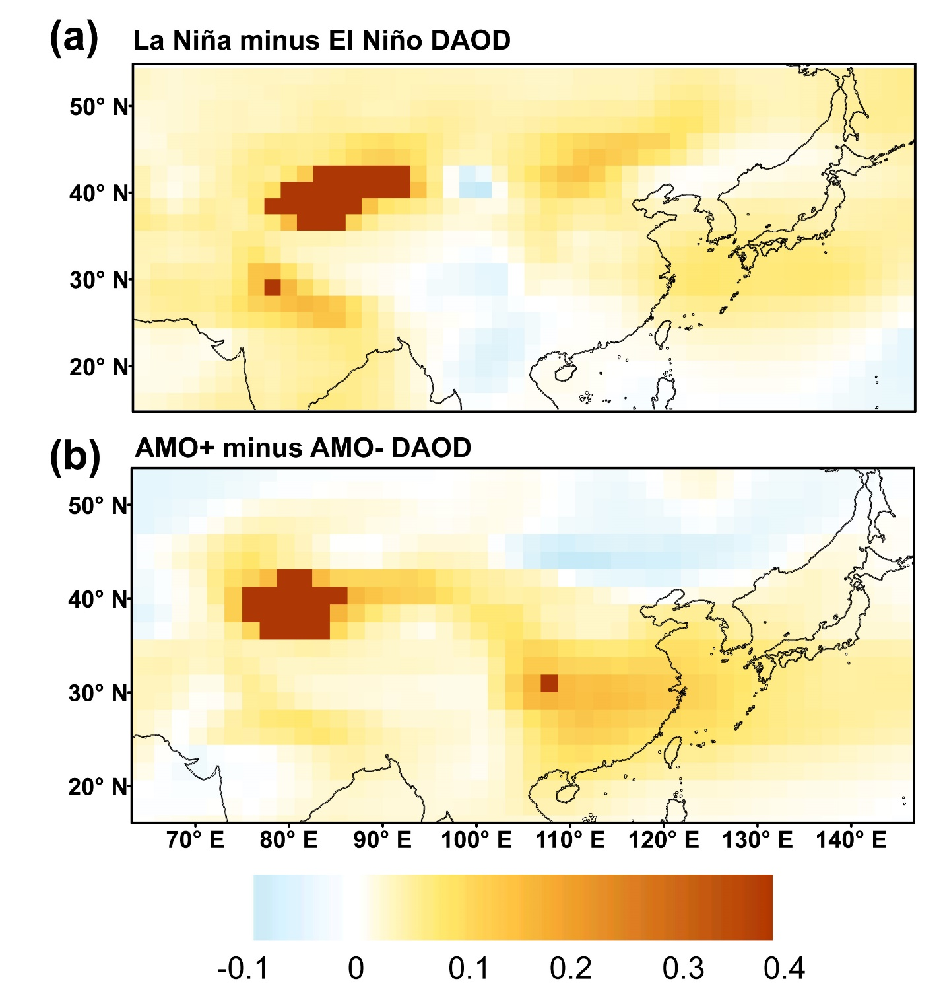 (a) La Niña minus El Niño DAOD
50° N
40° N
30° N
20° N
(b) AMO+ minus AMO- DAOD
50° N
40° N
30° N
20° N
70° E 80° E 90° E 100° E 110° E 120° E 130° E 140° E
-0.1 0 0.1 0.2 0.3 0.4